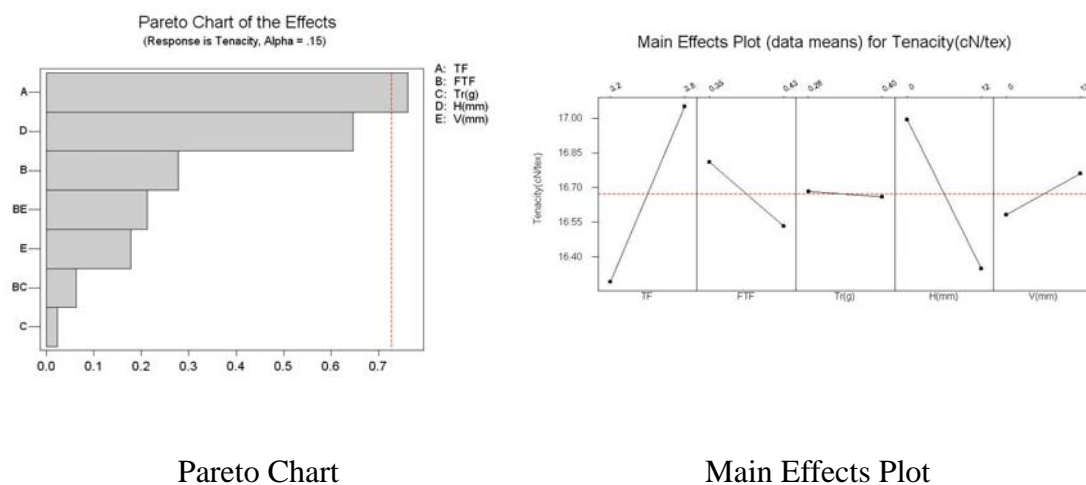 Pareto Chart of the Effects
(Response is Tenacity, Alpha = .15)
A: TF
B: FTF
C: Tr(g)
D: H(mm)
E: V(mm)
A
D
B
BE
E
BC
C
0.0 0.1 0.2 0.3 0.4 0.5 0.6 0.7
Main Effects Plot (data means) for Tenacity(cN/tex)
3.2 3.8 0.35 0.43 0.28 0.40 0 12 0
17.00
16.85
16.70
16.55
16.40
Tenacity(cN/tex)
TF FTF Tr(g) H(mm) V(mm)
Pareto Chart
Main Effects Plot